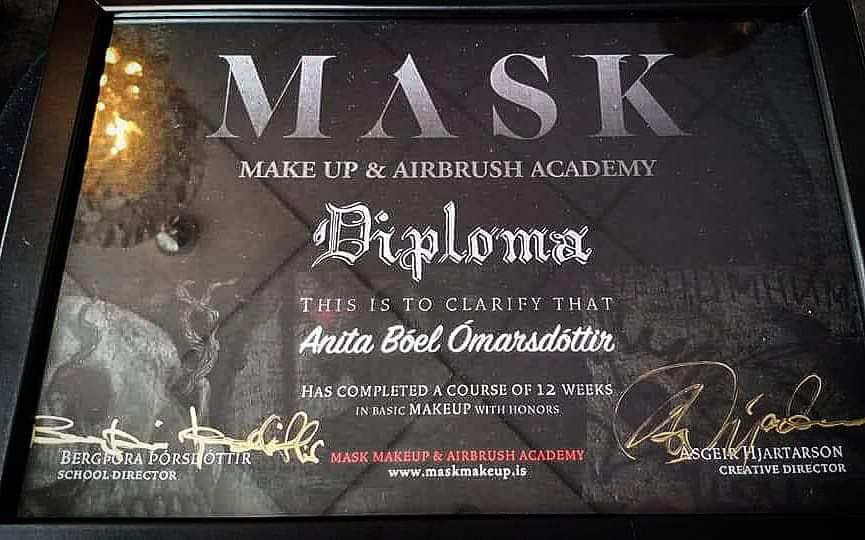 MASK
MAKE UP & AIRBRUSH ACADEMY
Diploma
THIS IS TO CLARIFY THAT
Aníta Bóel Ómarsdóttir
HAS COMPLETED A COURSE OF 12 WEEKS
IN BASIC MAKEUP WITH HONORS
BERGÞÓRA ÞÓRSDÓTTIR
SCHOOL DIRECTOR
MASK MAKEUP & AIRBRUSH ACADEMY
www.maskmakeup.is
ÁSGEIR HJARTARSON
CREATIVE DIRECTOR